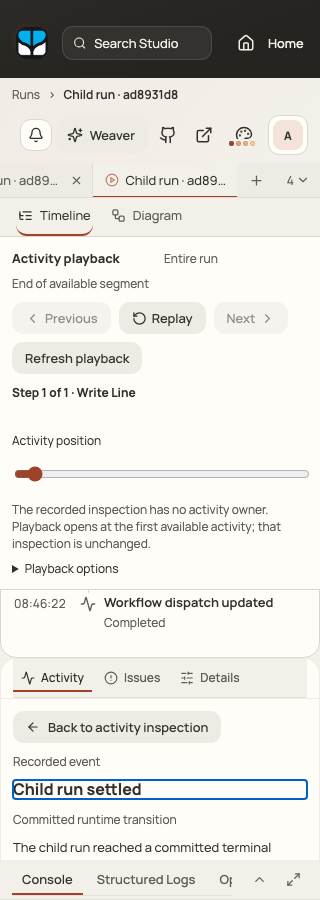 Search Studio
Home
Runs > Child run · ad8931d8
Weaver
A
un · ad89...
Child run · ad89...
4
Timeline
Diagram
Activity playback
Entire run
End of available segment
Previous
Replay
Next
Refresh playback
Step 1 of 1 · Write Line
Activity position
The recorded inspection has no activity owner.
Playback opens at the first available activity; that
inspection is unchanged.
Playback options
08:46:22
Workflow dispatch updated
Completed
Activity
Issues
Details
Back to activity inspection
Recorded event
Child run settled
Committed runtime transition
The child run reached a committed terminal
Console
Structured Logs